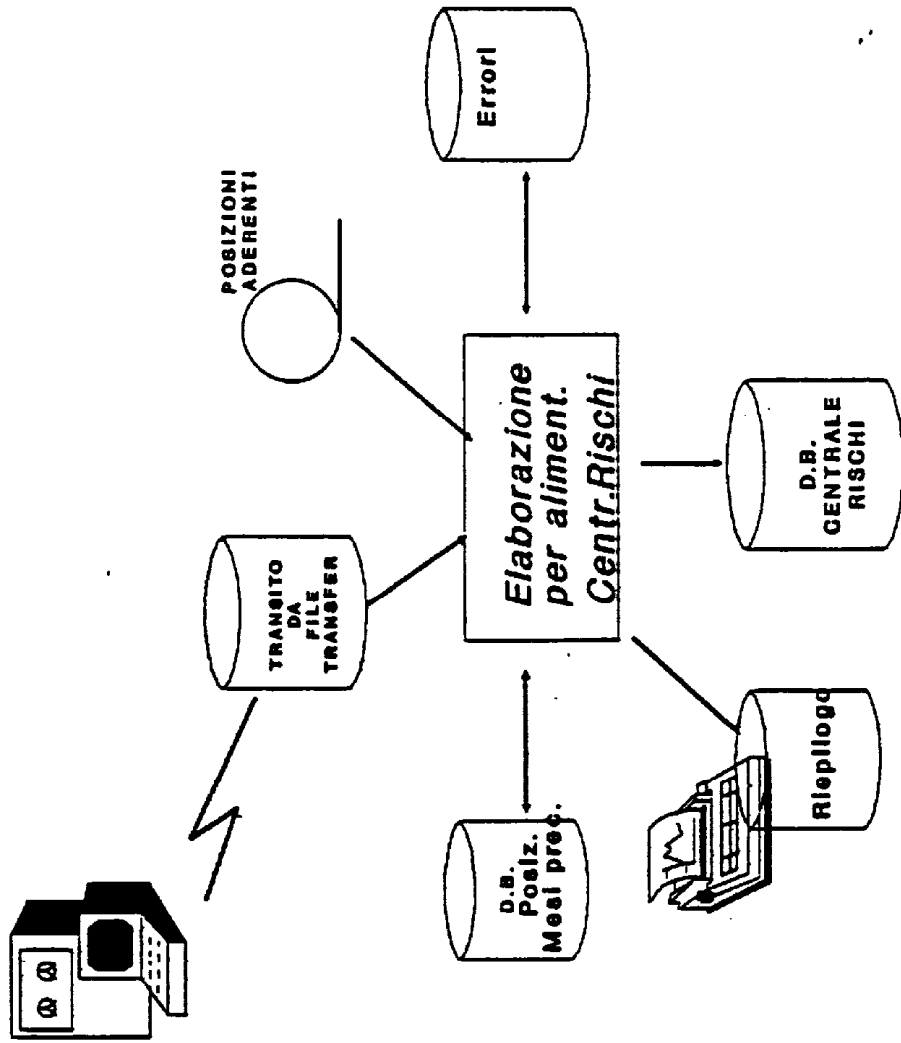 POSIZIONI
ADERENTI
TRANSITO
DA
FILE
TRANSFER
Errori
Elaborazione
per aliment.
Centr.Rischi
D.B.
Posiz.
Mesi prec.
D.B.
CENTRALE
RISCHI
Riepilogo